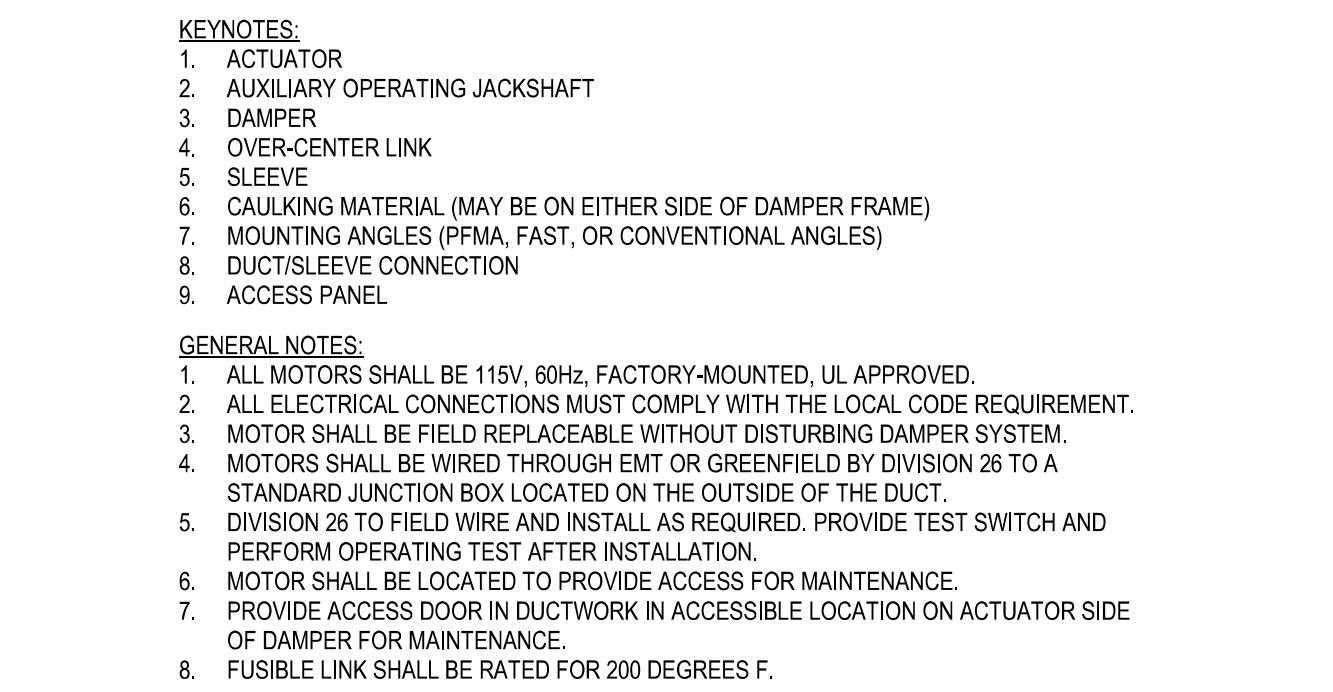 KEYNOTES:
1. ACTUATOR
2. AUXILIARY OPERATING JACKSHAFT
3. DAMPER
4. OVER-CENTER LINK
5. SLEEVE
6. CAULKING MATERIAL (MAY BE ON EITHER SIDE OF DAMPER FRAME)
7. MOUNTING ANGLES (PFMA, FAST, OR CONVENTIONAL ANGLES)
8. DUCT/SLEEVE CONNECTION
9. ACCESS PANEL
GENERAL NOTES:
1. ALL MOTORS SHALL BE 115V, 60Hz, FACTORY-MOUNTED, UL APPROVED.
2. ALL ELECTRICAL CONNECTIONS MUST COMPLY WITH THE LOCAL CODE REQUIREMENT.
3. MOTOR SHALL BE FIELD REPLACEABLE WITHOUT DISTURBING DAMPER SYSTEM.
4. MOTORS SHALL BE WIRED THROUGH EMT OR GREENFIELD BY DIVISION 26 TO A
STANDARD JUNCTION BOX LOCATED ON THE OUTSIDE OF THE DUCT.
5. DIVISION 26 TO FIELD WIRE AND INSTALL AS REQUIRED. PROVIDE TEST SWITCH AND
PERFORM OPERATING TEST AFTER INSTALLATION.
6. MOTOR SHALL BE LOCATED TO PROVIDE ACCESS FOR MAINTENANCE.
7. PROVIDE ACCESS DOOR IN DUCTWORK IN ACCESSIBLE LOCATION ON ACTUATOR SIDE
OF DAMPER FOR MAINTENANCE.
8. FUSIBLE LINK SHALL BE RATED FOR 200 DEGREES F.